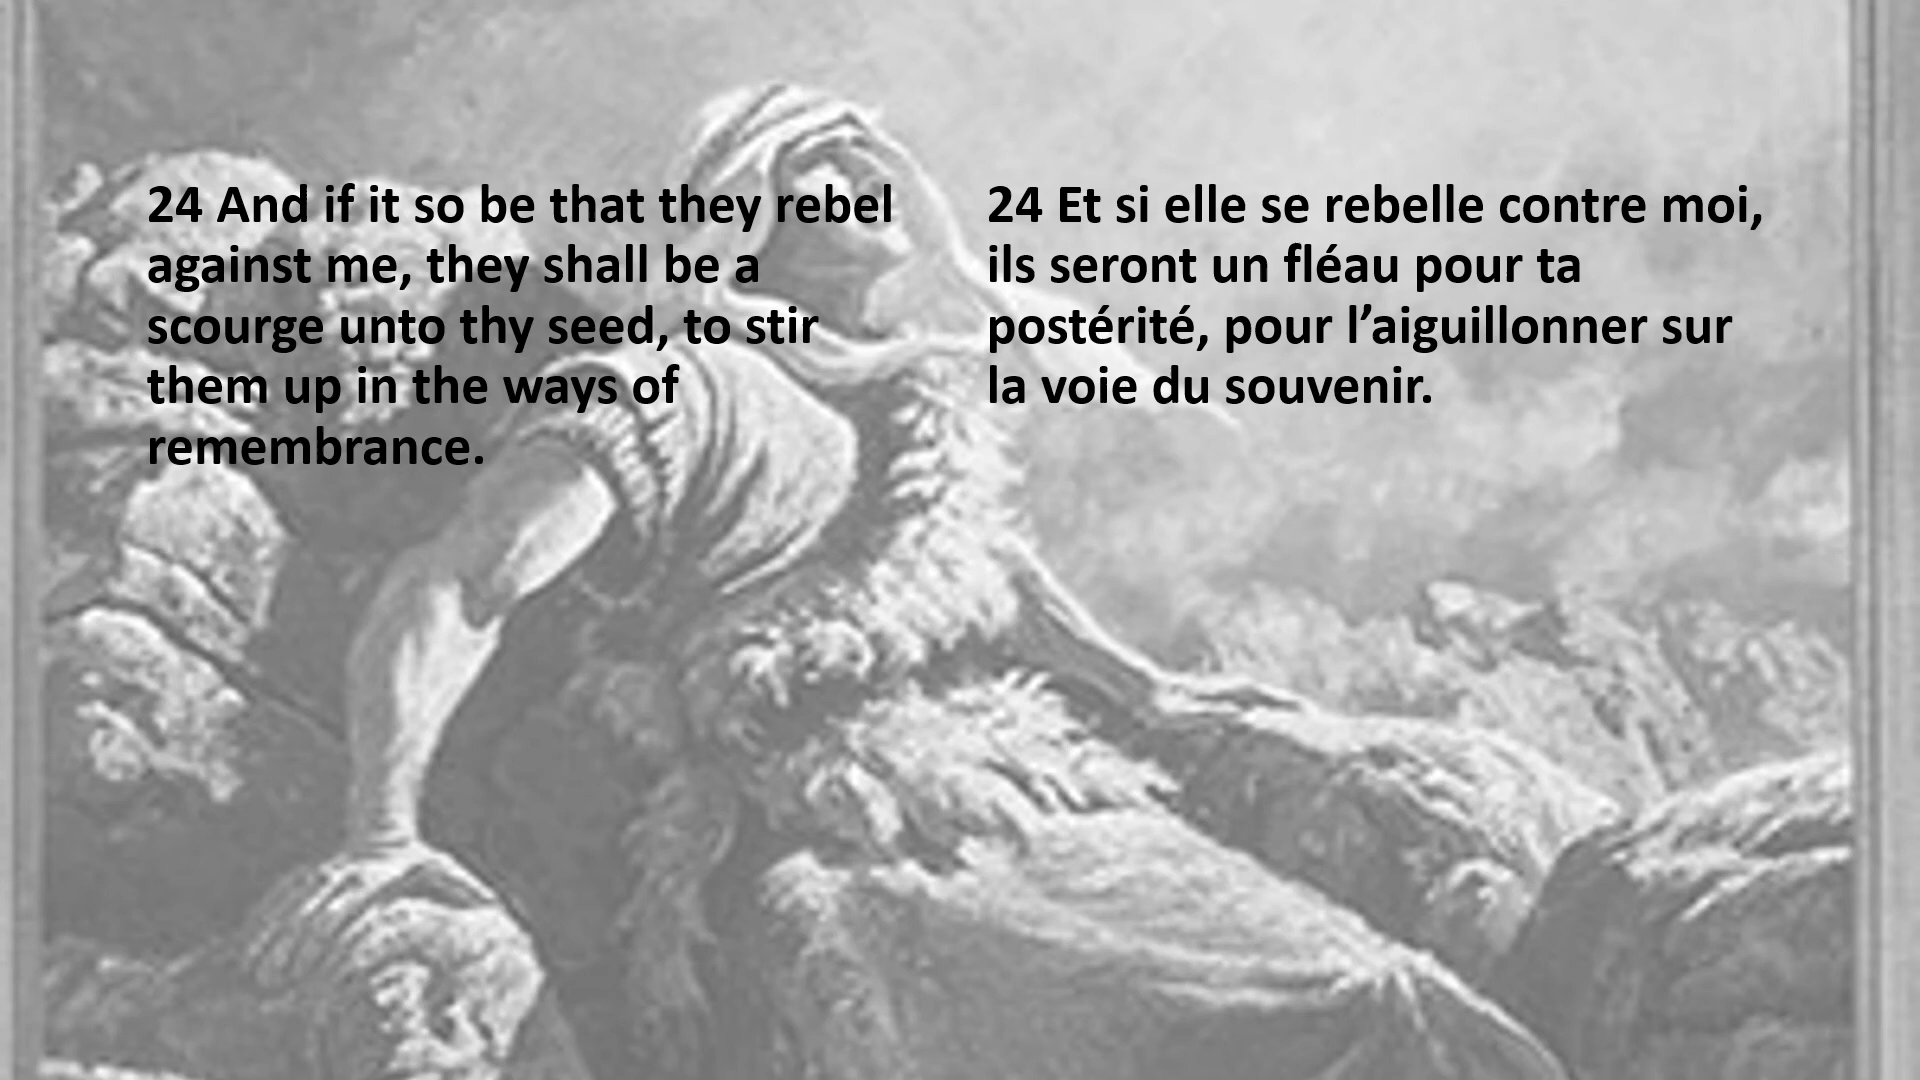 24 And if it so be that they rebel
against me, they shall be a
scourge unto thy seed, to stir
them up in the ways of
remembrance.
24 Et si elle se rebelle contre moi,
ils seront un fléau pour ta
postérité, pour l’aiguillonner sur
la voie du souvenir.